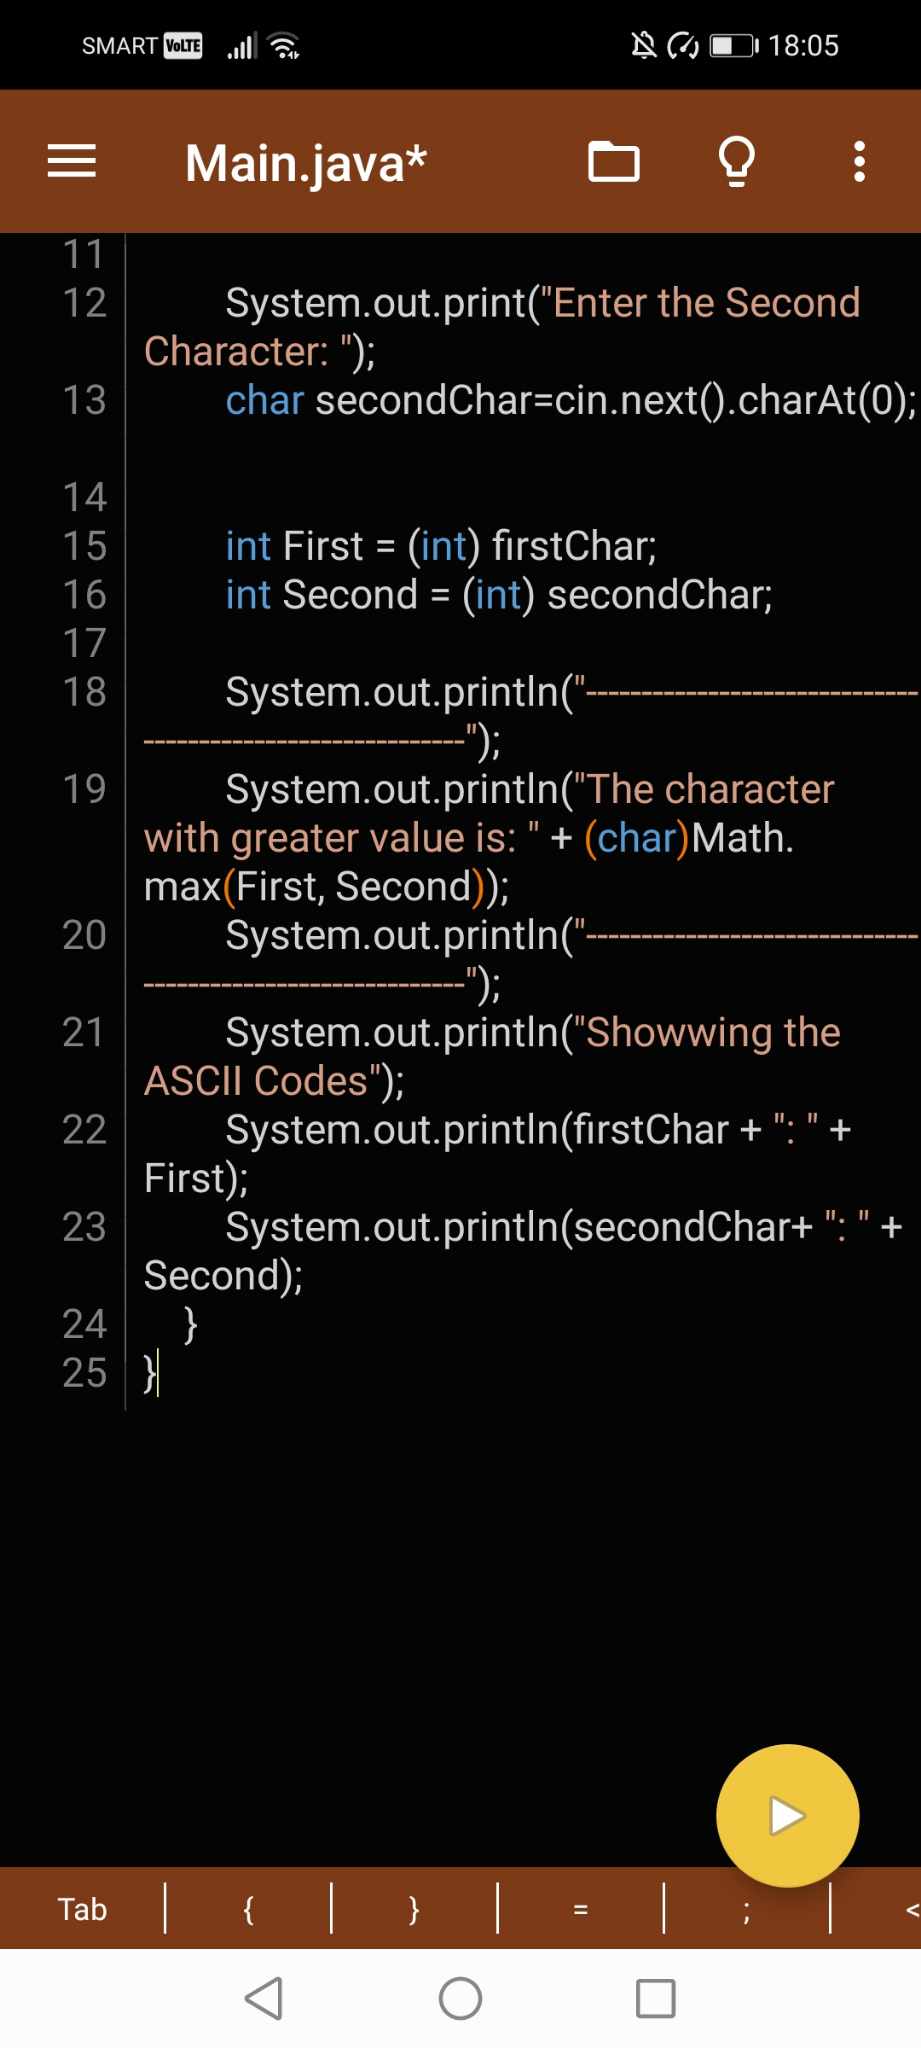 SMART VoLTE 18:05
Main.java*
11
12 System.out.print("Enter the Second
Character: ");
13 char secondChar=cin.next().charAt(0);
14
15 int First = (int) firstChar;
16 int Second = (int) secondChar;
17
18 System.out.println("------------------------------
-----------------------------");
19 System.out.println("The character
with greater value is: " + (char)Math.
max(First, Second));
20 System.out.println("------------------------------
-----------------------------");
21 System.out.println("Showwing the
ASCII Codes");
22 System.out.println(firstChar + ": " +
First);
23 System.out.println(secondChar+ ": " +
Second);
24 }
25 }
Tab { } = ; <